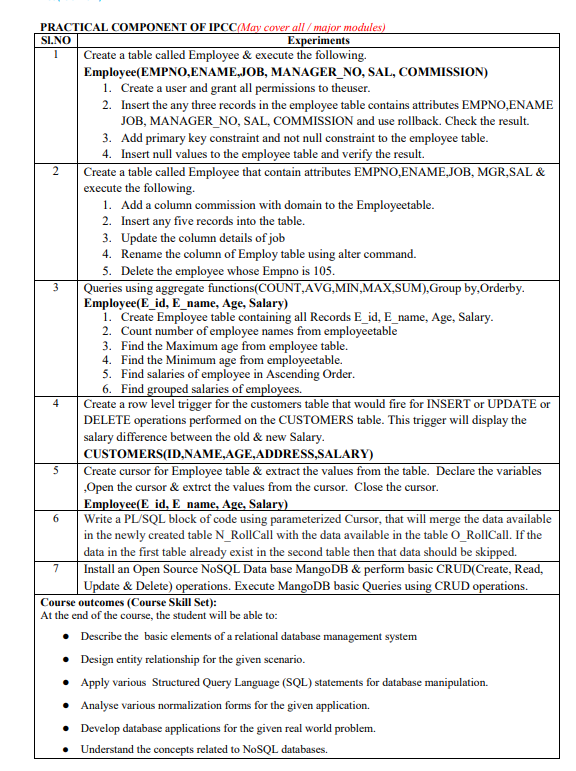 PRACTICAL COMPONENT OF IPCC(May cover all / major modules)
Sl.NO Experiments
1 Create a table called Employee & execute the following.
Employee(EMPNO,ENAME,JOB, MANAGER_NO, SAL, COMMISSION)
1. Create a user and grant all permissions to theuser.
2. Insert the any three records in the employee table contains attributes EMPNO,ENAME
JOB, MANAGER_NO, SAL, COMMISSION and use rollback. Check the result.
3. Add primary key constraint and not null constraint to the employee table.
4. Insert null values to the employee table and verify the result.
2 Create a table called Employee that contain attributes EMPNO,ENAME,JOB, MGR,SAL &
execute the following.
1. Add a column commission with domain to the Employeetable.
2. Insert any five records into the table.
3. Update the column details of job
4. Rename the column of Employ table using alter command.
5. Delete the employee whose Empno is 105.
3 Queries using aggregate functions(COUNT,AVG,MIN,MAX,SUM),Group by,Orderby.
Employee(E_id, E_name, Age, Salary)
1. Create Employee table containing all Records E_id, E_name, Age, Salary.
2. Count number of employee names from employeetable
3. Find the Maximum age from employee table.
4. Find the Minimum age from employeetable.
5. Find salaries of employee in Ascending Order.
6. Find grouped salaries of employees.
4 Create a row level trigger for the customers table that would fire for INSERT or UPDATE or
DELETE operations performed on the CUSTOMERS table. This trigger will display the
salary difference between the old & new Salary.
CUSTOMERS(ID,NAME,AGE,ADDRESS,SALARY)
5 Create cursor for Employee table & extract the values from the table. Declare the variables
,Open the cursor & extrct the values from the cursor. Close the cursor.
Employee(E_id, E_name, Age, Salary)
6 Write a PL/SQL block of code using parameterized Cursor, that will merge the data available
in the newly created table N_RollCall with the data available in the table O_RollCall. If the
data in the first table already exist in the second table then that data should be skipped.
7 Install an Open Source NoSQL Data base MangoDB & perform basic CRUD(Create, Read,
Update & Delete) operations. Execute MangoDB basic Queries using CRUD operations.
Course outcomes (Course Skill Set):
At the end of the course, the student will be able to:
● Describe the basic elements of a relational database management system
● Design entity relationship for the given scenario.
● Apply various Structured Query Language (SQL) statements for database manipulation.
● Analyse various normalization forms for the given application.
● Develop database applications for the given real world problem.
● Understand the concepts related to NoSQL databases.